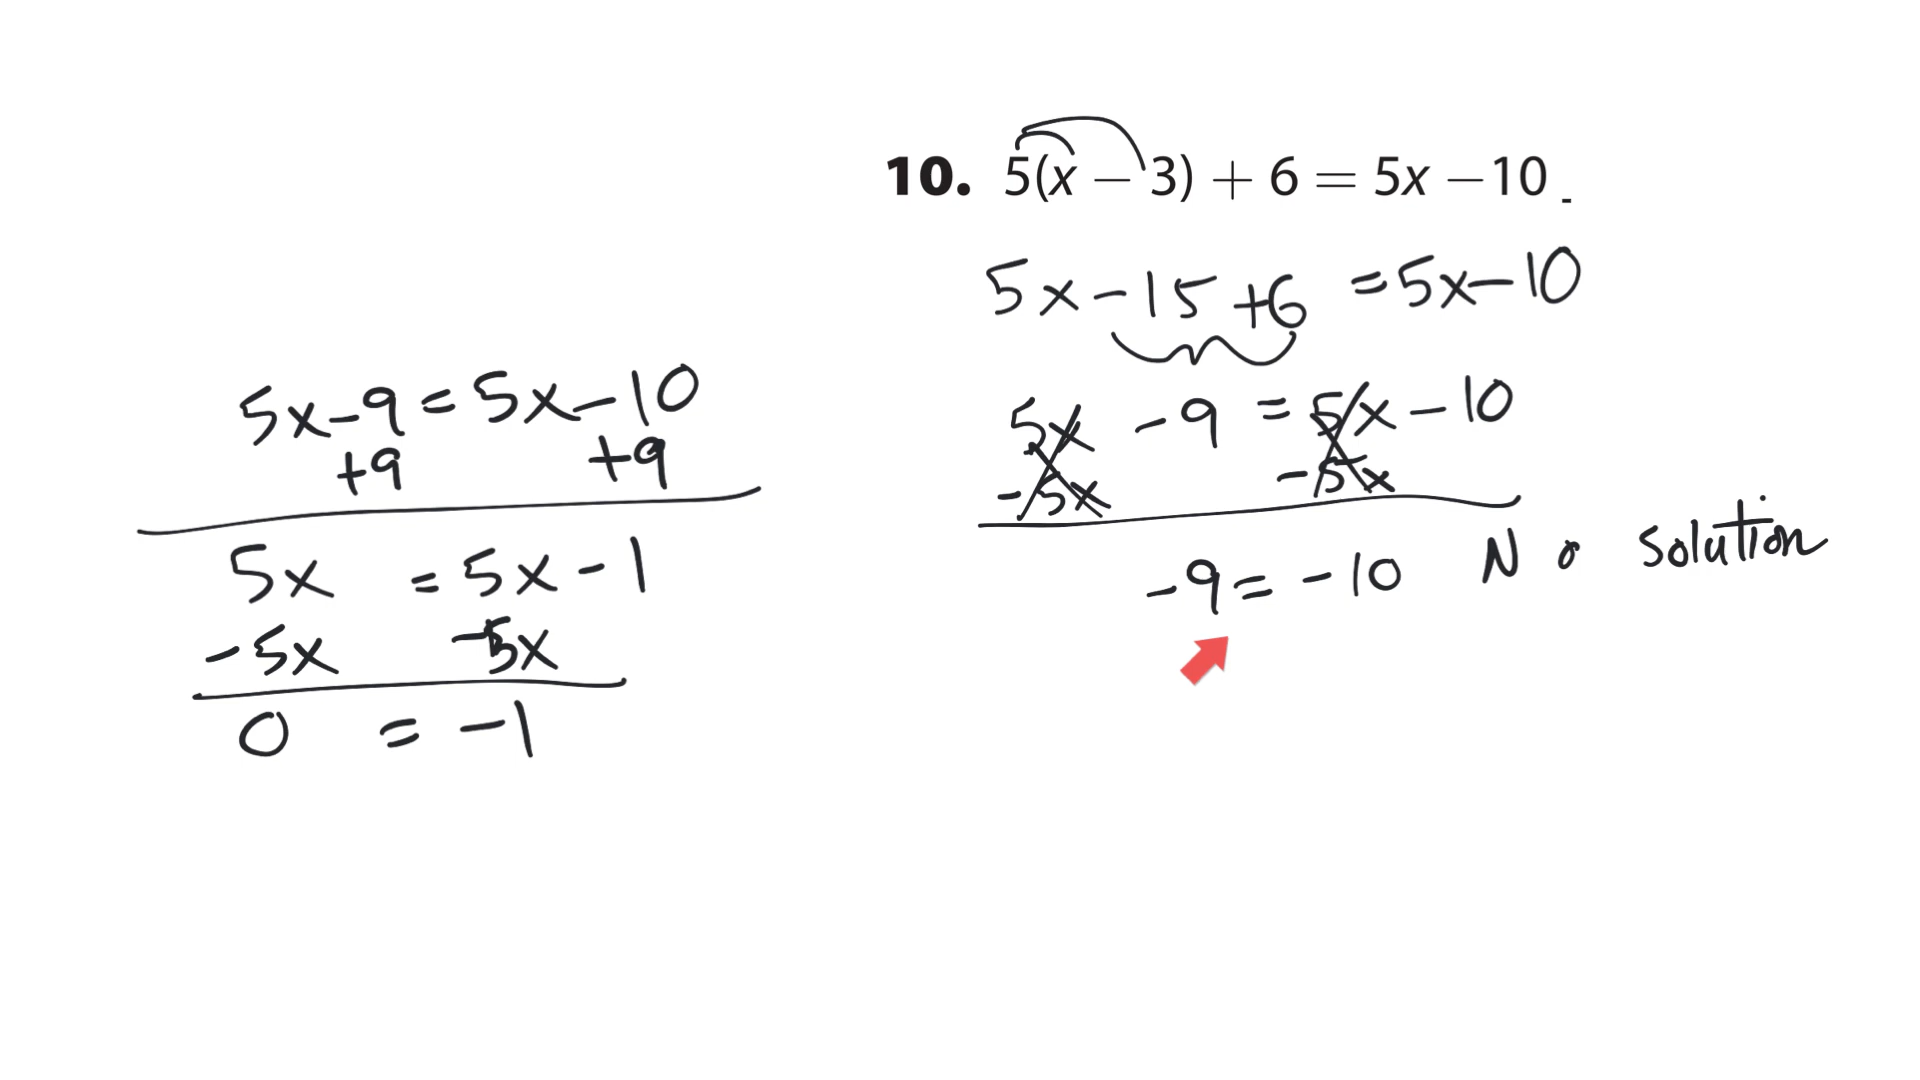 10. 5(x − 3) + 6 = 5x −10
5x − 15 + 6 = 5x − 10
5x − 9 = 5x − 10
− 5x − 5x
−9 = −10 No solution
5x − 9 = 5x − 10
+9 +9
5x = 5x − 1
− 5x − 5x
0 = −1